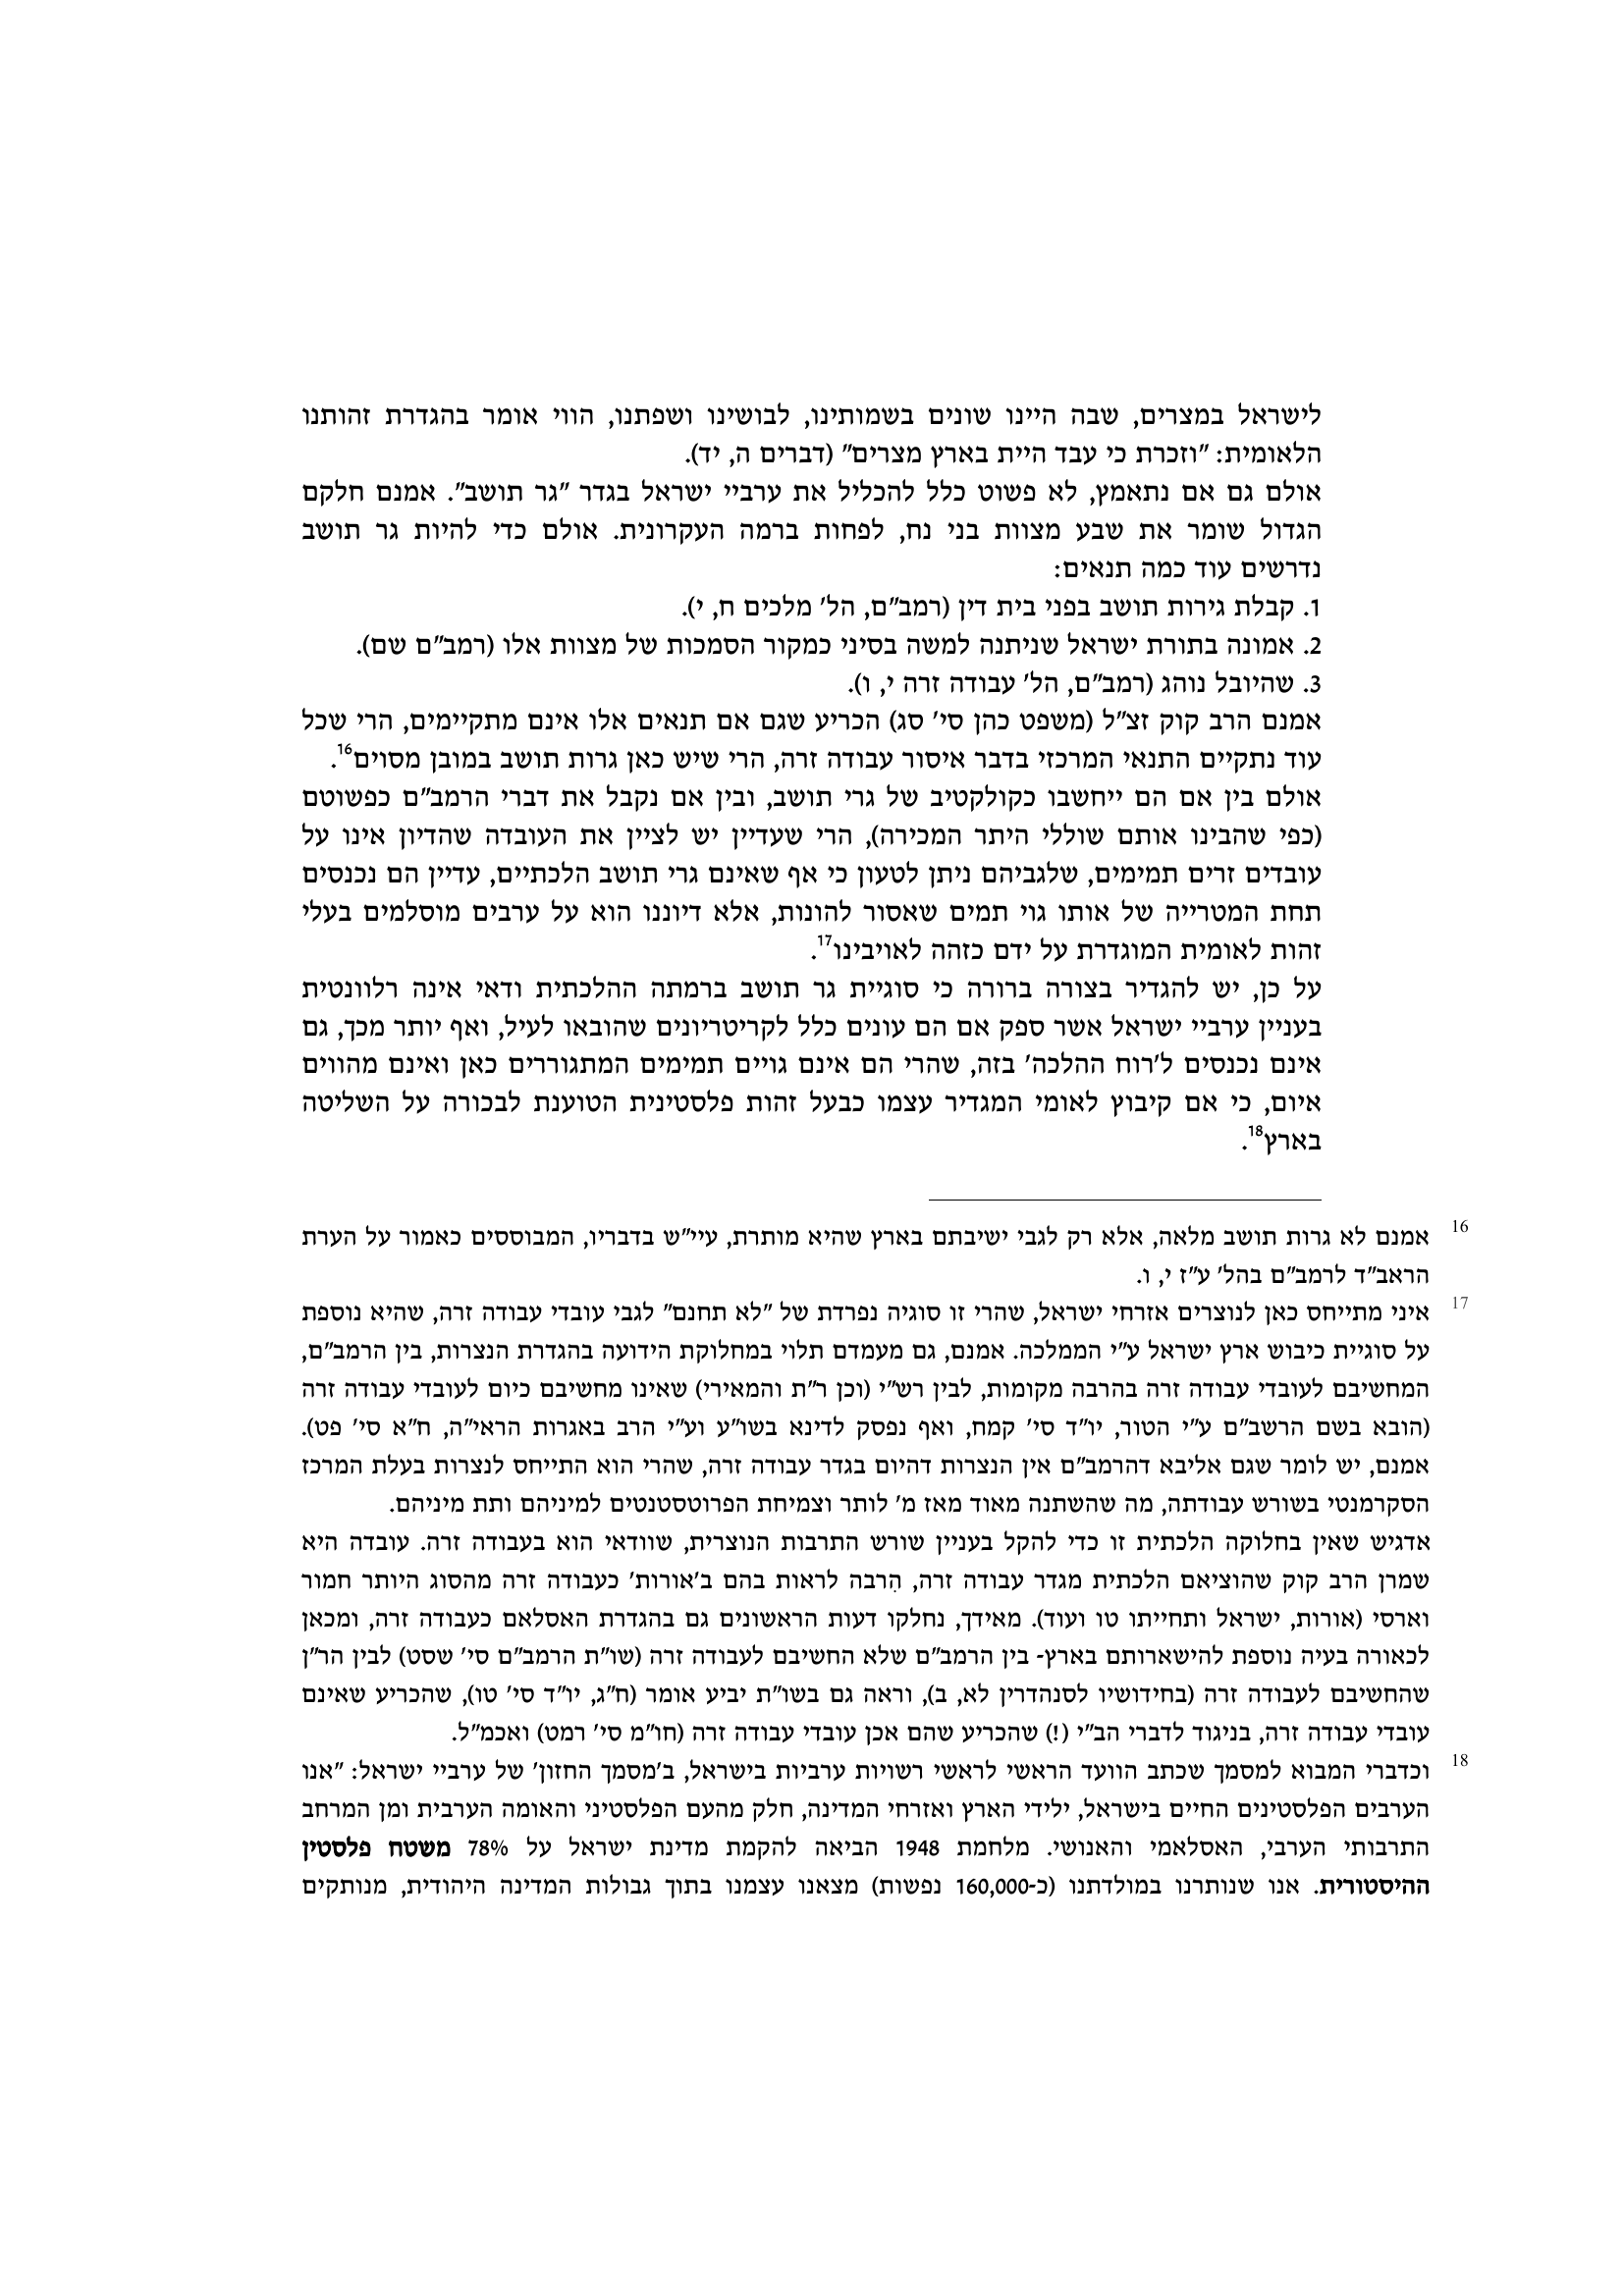 לישראל במצרים, שבה היינו שונים בשמותינו, לבושינו ושפתנו, הווי אומר בהגדרת זהותנו
הלאומית: "וזכרת כי עבד היית בארץ מצרים" (דברים ה, יד).
אולם גם אם נתאמץ, לא פשוט כלל להכליל את ערביי ישראל בגדר "גר תושב". אמנם חלקם
הגדול שומר את שבע מצוות בני נח, לפחות ברמה העקרונית. אולם כדי להיות גר תושב
נדרשים עוד כמה תנאים:
1. קבלת גירות תושב בפני בית דין (רמב"ם, הל' מלכים ח, י).
2. אמונה בתורת ישראל שניתנה למשה בסיני כמקור הסמכות של מצוות אלו (רמב"ם שם).
3. שהיובל נוהג (רמב"ם, הל' עבודה זרה י, ו).
אמנם הרב קוק זצ"ל (משפט כהן סי' סג) הכריע שגם אם תנאים אלו אינם מתקיימים, הרי שכל
עוד נתקיים התנאי המרכזי בדבר איסור עבודה זרה, הרי שיש כאן גרות תושב במובן מסוים16.
אולם בין אם הם ייחשבו כקולקטיב של גרי תושב, ובין אם נקבל את דברי הרמב"ם כפשוטם
(כפי שהבינו אותם שוללי היתר המכירה), הרי שעדיין יש לציין את העובדה שהדיון אינו על
עובדים זרים תמימים, שלגביהם ניתן לטעון כי אף שאינם גרי תושב הלכתיים, עדיין הם נכנסים
תחת המטרייה של אותו גוי תמים שאסור להונות, אלא דיוננו הוא על ערבים מוסלמים בעלי
זהות לאומית המוגדרת על ידם כזהה לאויבינו17.
על כן, יש להגדיר בצורה ברורה כי סוגיית גר תושב ברמתה ההלכתית ודאי אינה רלוונטית
בעניין ערביי ישראל אשר ספק אם הם עונים כלל לקריטריונים שהובאו לעיל, ואף יותר מכך, גם
אינם נכנסים ל'רוח ההלכה' בזה, שהרי הם אינם גויים תמימים המתגוררים כאן ואינם מהווים
איום, כי אם קיבוץ לאומי המגדיר עצמו כבעל זהות פלסטינית הטוענת לבכורה על השליטה
בארץ18.
16 אמנם לא גרות תושב מלאה, אלא רק לגבי ישיבתם בארץ שהיא מותרת, עיי"ש בדבריו, המבוססים כאמור על הערת
הראב"ד לרמב"ם בהל' ע"ז י, ו.
17 איני מתייחס כאן לנוצרים אזרחי ישראל, שהרי זו סוגיה נפרדת של "לא תחנם" לגבי עובדי עבודה זרה, שהיא נוספת
על סוגיית כיבוש ארץ ישראל ע"י הממלכה. אמנם, גם מעמדם תלוי במחלוקת הידועה בהגדרת הנצרות, בין הרמב"ם,
המחשיבם לעובדי עבודה זרה בהרבה מקומות, לבין רש"י (וכן ר"ת והמאירי) שאינו מחשיבם כיום לעובדי עבודה זרה
(הובא בשם הרשב"ם ע"י הטור, יו"ד סי' קמח, ואף נפסק לדינא בשו"ע וע"י הרב באגרות הראי"ה, ח"א סי' פט).
אמנם, יש לומר שגם אליבא דהרמב"ם אין הנצרות דהיום בגדר עבודה זרה, שהרי הוא התייחס לנצרות בעלת המרכז
הסקרמנטי בשורש עבודתה, מה שהשתנה מאוד מאז מ' לותר וצמיחת הפרוטסטנטים למיניהם ותת מיניהם.
אדגיש שאין בחלוקה הלכתית זו כדי להקל בעניין שורש התרבות הנוצרית, שוודאי הוא בעבודה זרה. עובדה היא
שמרן הרב קוק שהוציאם הלכתית מגדר עבודה זרה, הִרבה לראות בהם ב'אורות' כעבודה זרה מהסוג היותר חמור
וארסי (אורות, ישראל ותחייתו טו ועוד). מאידך, נחלקו דעות הראשונים גם בהגדרת האסלאם כעבודה זרה, ומכאן
לכאורה בעיה נוספת להישארותם בארץ- בין הרמב"ם שלא החשיבם לעבודה זרה (שו"ת הרמב"ם סי' שסט) לבין הר"ן
שהחשיבם לעבודה זרה (בחידושיו לסנהדרין לא, ב), וראה גם בשו"ת יביע אומר (ח"ג, יו"ד סי' טו), שהכריע שאינם
עובדי עבודה זרה, בניגוד לדברי הב"י (!) שהכריע שהם אכן עובדי עבודה זרה (חו"מ סי' רמט) ואכמ"ל.
18 וכדברי המבוא למסמך שכתב הוועד הראשי לראשי רשויות ערביות בישראל, ב'מסמך החזון' של ערביי ישראל: "אנו
הערבים הפלסטינים החיים בישראל, ילידי הארץ ואזרחי המדינה, חלק מהעם הפלסטיני והאומה הערבית ומן המרחב
התרבותי הערבי, האסלאמי והאנושי. מלחמת 1948 הביאה להקמת מדינת ישראל על 78% משטח פלסטין
ההיסטורית. אנו שנותרנו במולדתנו (כ-160,000 נפשות) מצאנו עצמנו בתוך גבולות המדינה היהודית, מנותקים